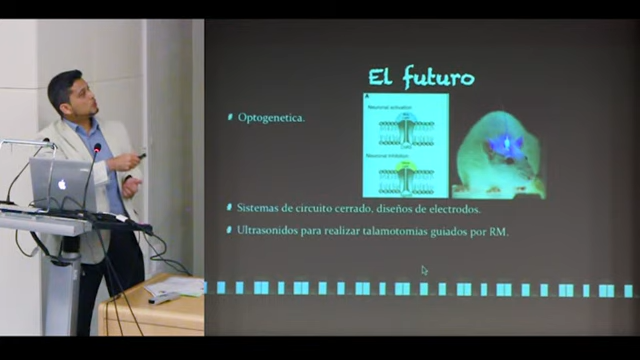 El futuro
Optogenetica.
A
Neuronal activation
Neuronal Inhibition
Sistemas de circuito cerrado, diseños de electrodos.
Ultrasonidos para realizar talamotomias guiados por RM.